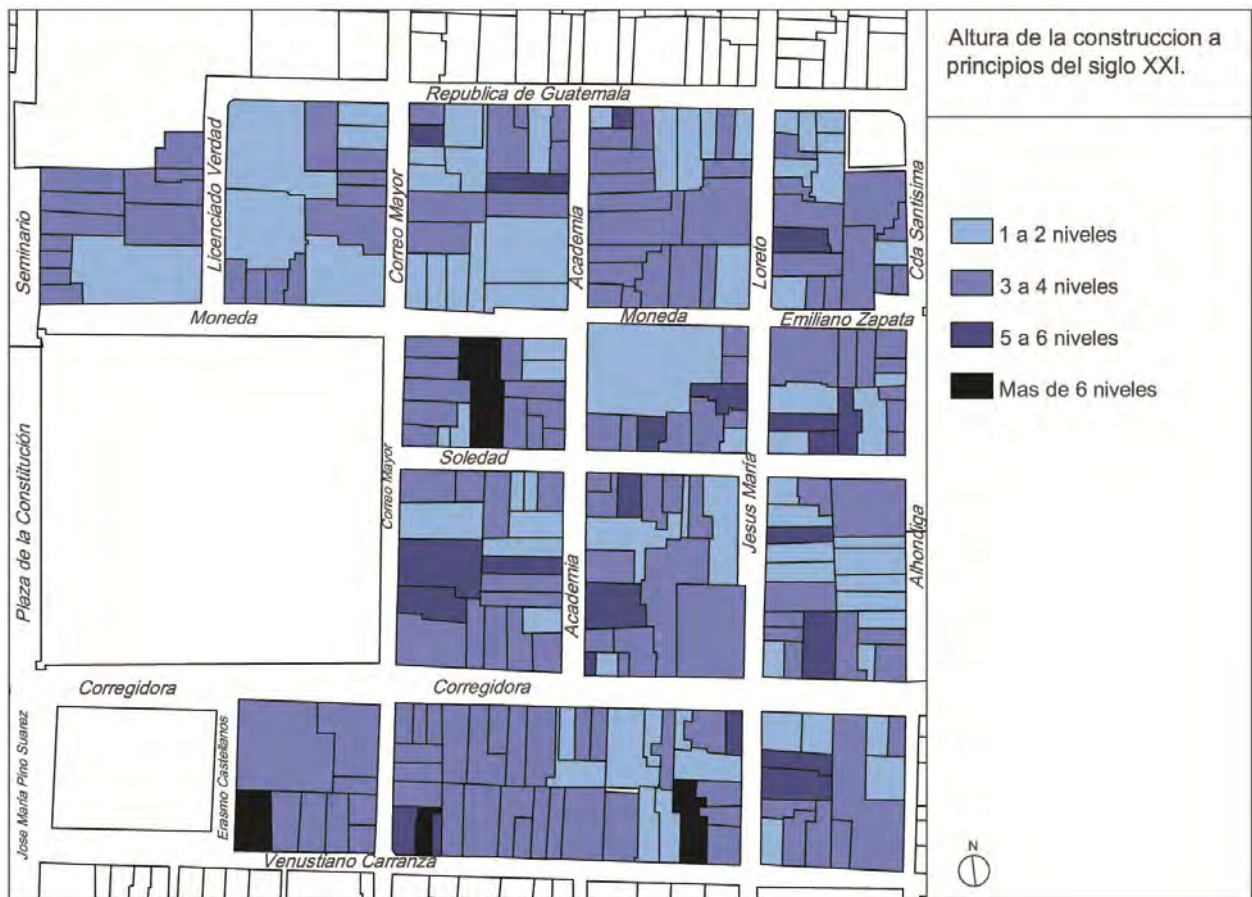 Altura de la construccion a
principios del siglo XXI.
Republica de Guatemala
Seminario
Licenciado Verdad
Correo Mayor
Academia
Loreto
Cda Santisima
Moneda
Moneda
Emiliano Zapata
1 a 2 niveles
3 a 4 niveles
5 a 6 niveles
Mas de 6 niveles
Plaza de la Constitución
Correo Mayor
Soledad
Academia
Jesus María
Alhondiga
Corregidora
Corregidora
Jose María Pino Suarez
Erasmo Castellanos
Venustiano Carranza
N